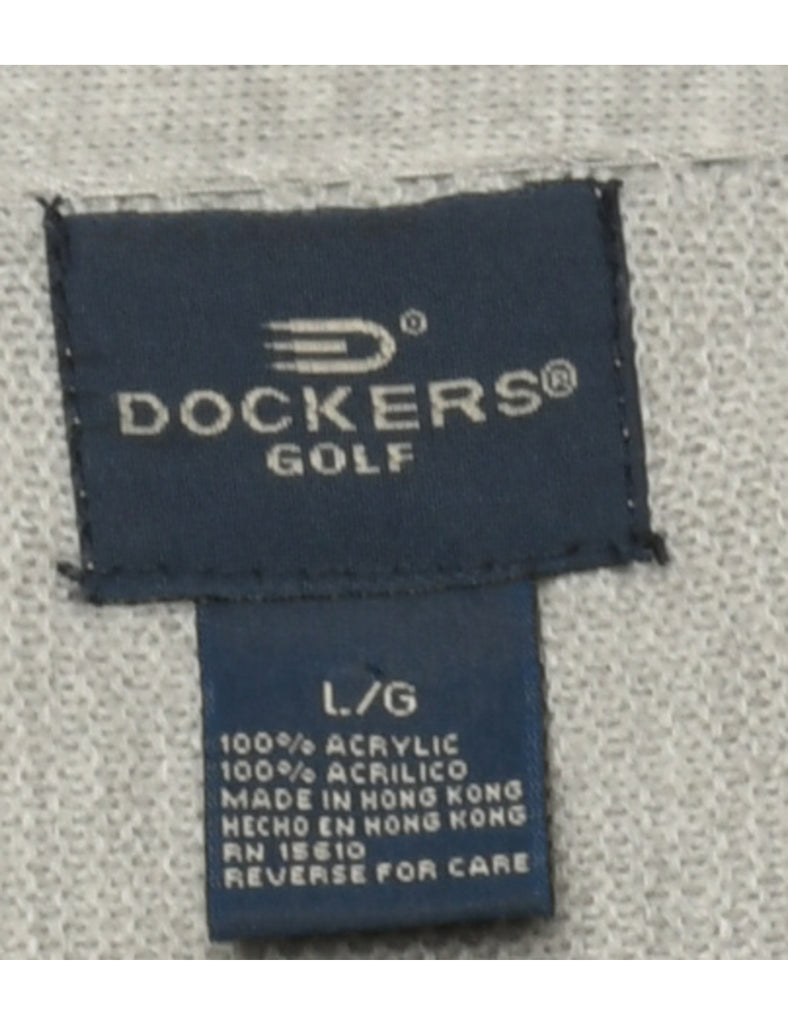 DOCKERS®
GOLF
L/G
100% ACRYLIC
100% ACRILICO
MADE IN HONG KONG
HECHO EN HONG KONG
RN 15610
REVERSE FOR CARE